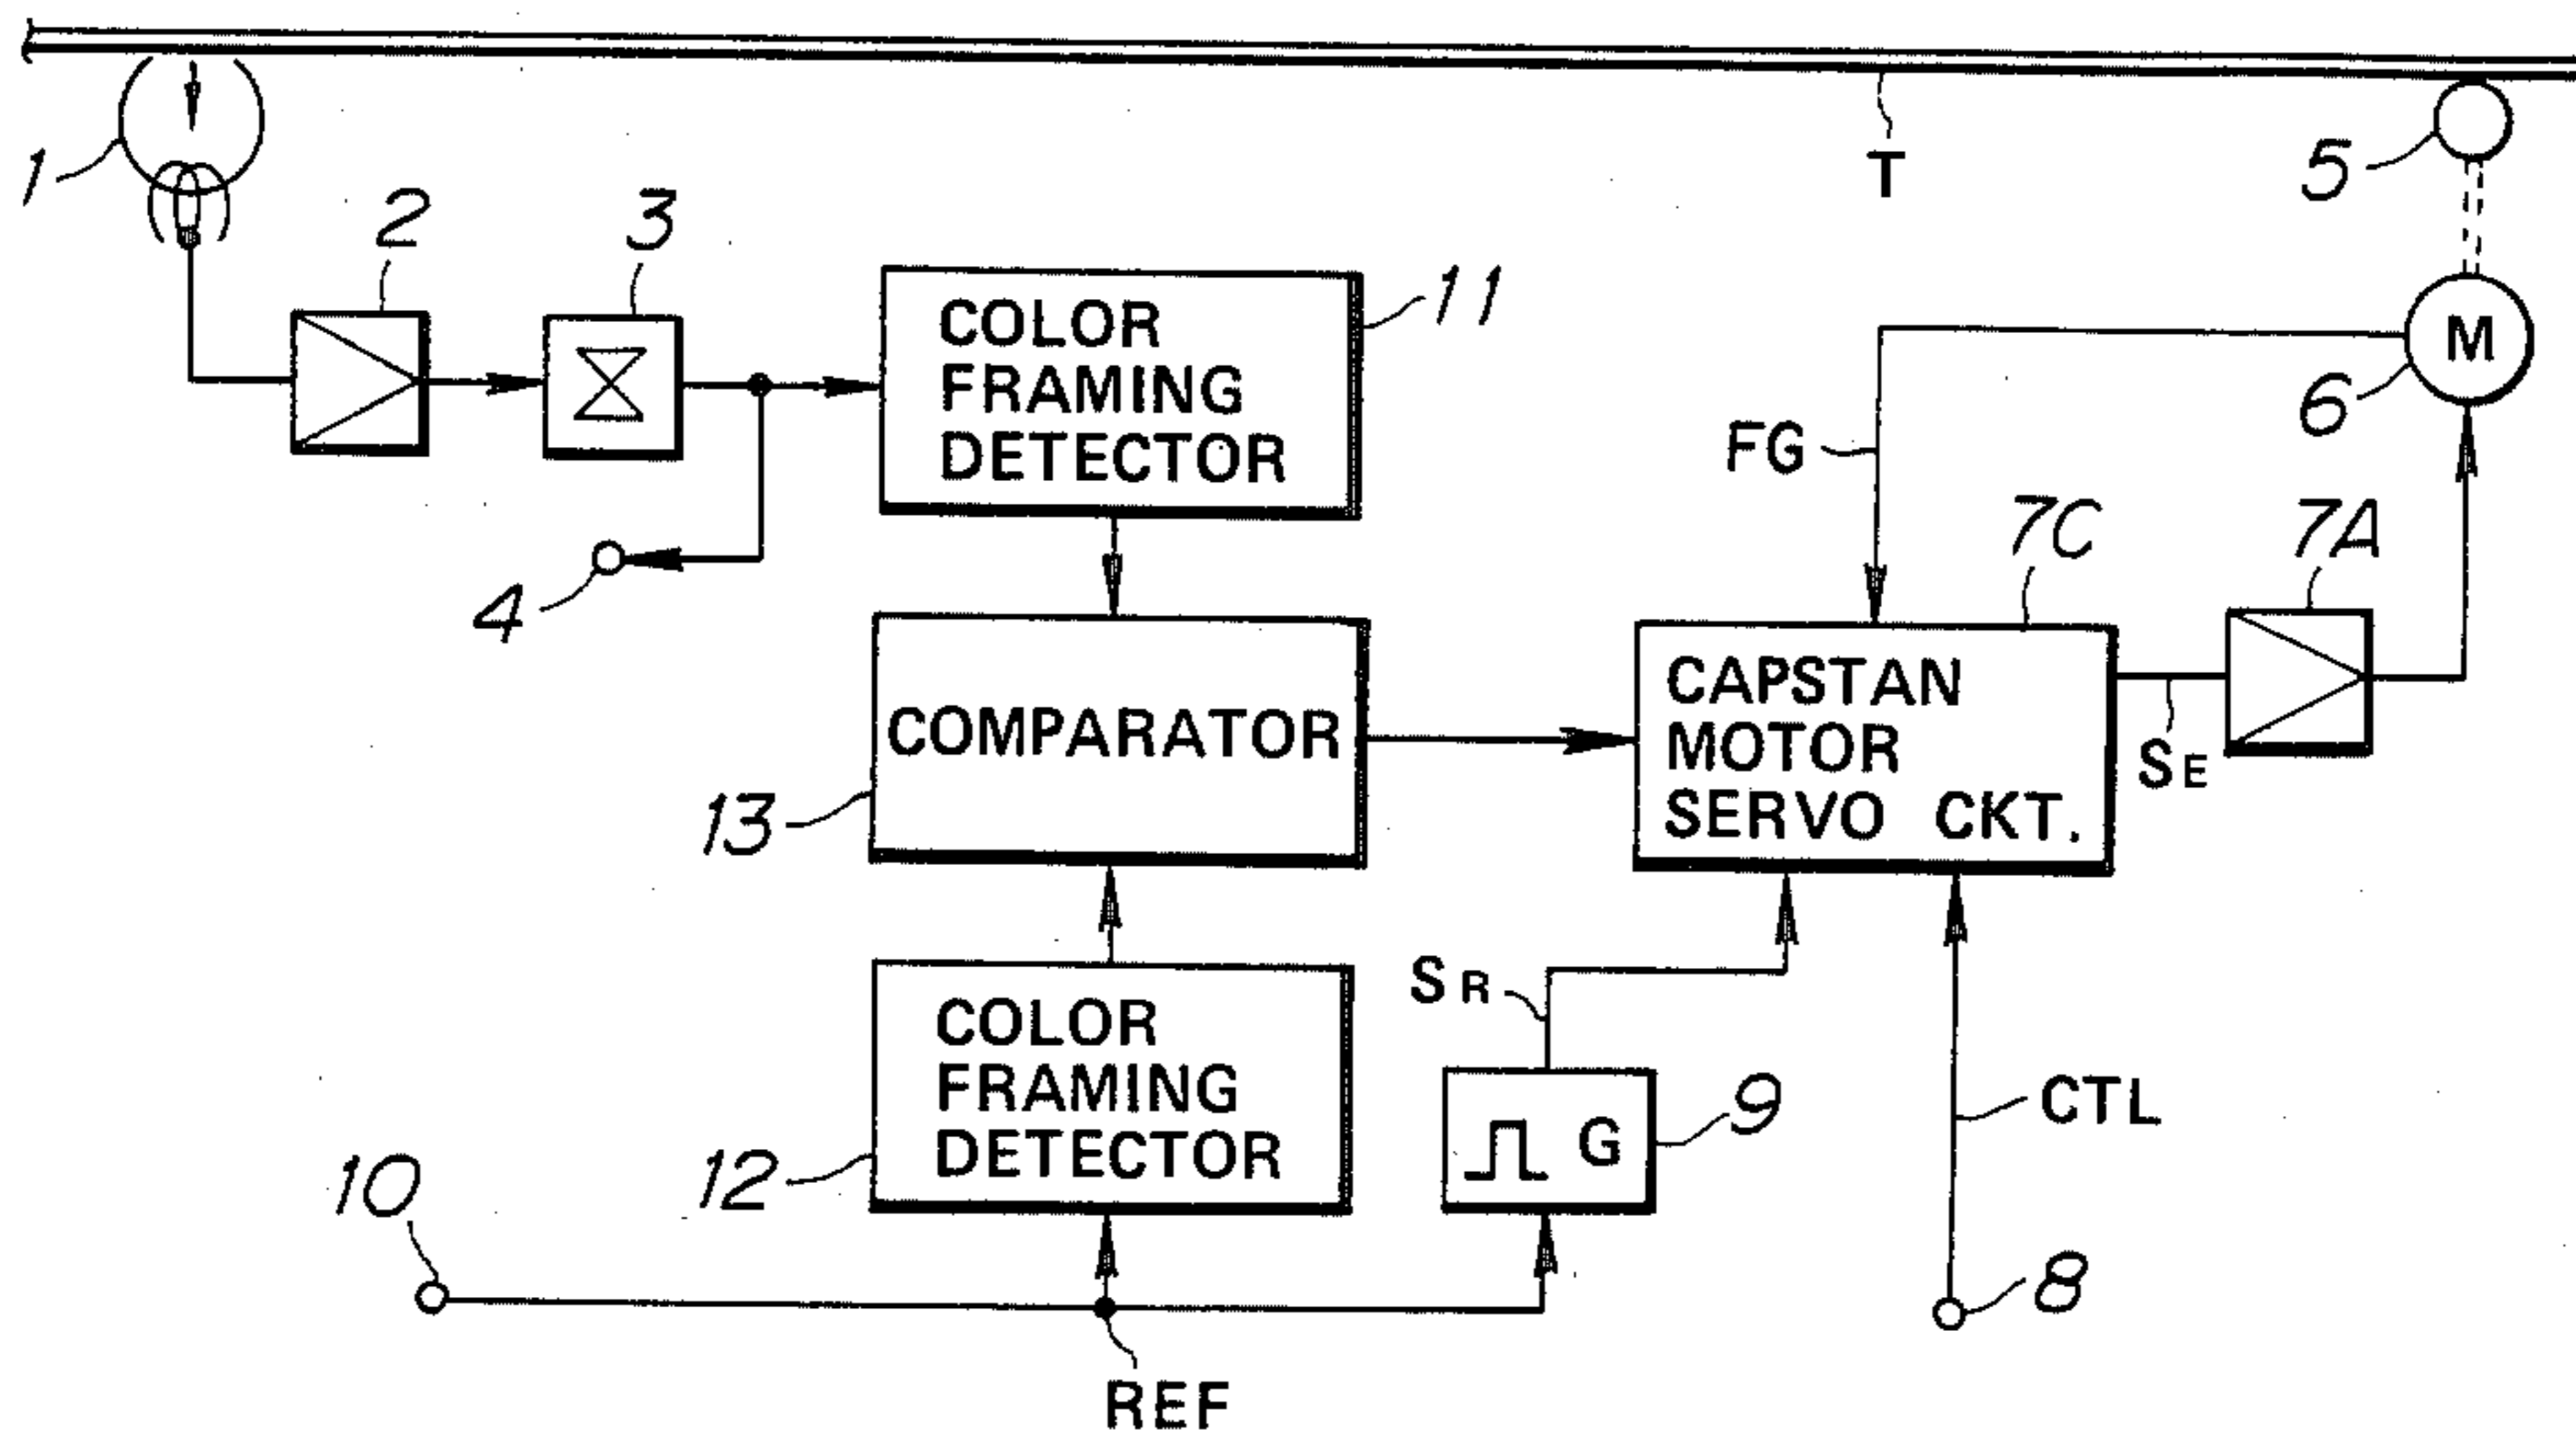 T
1
2
3
4
5
6
M
FG
7C
7A
COLOR
FRAMING
DETECTOR
11
COMPARATOR
13
CAPSTAN
MOTOR
SERVO CKT.
SE
COLOR
FRAMING
DETECTOR
12
SR
G
9
CTL
10
8
REF